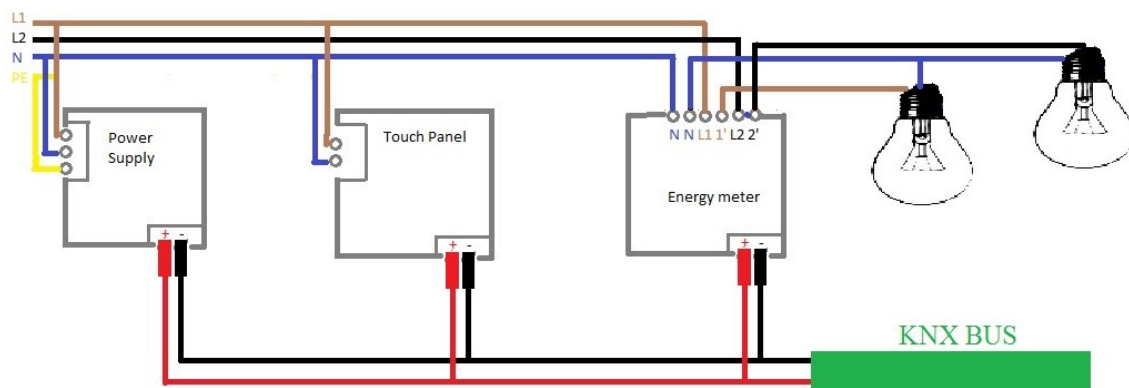 L1
L2
N
PE
Power
Supply
+ -
Touch Panel
+ -
N N L1 1' L2 2'
Energy meter
+ -
KNX BUS